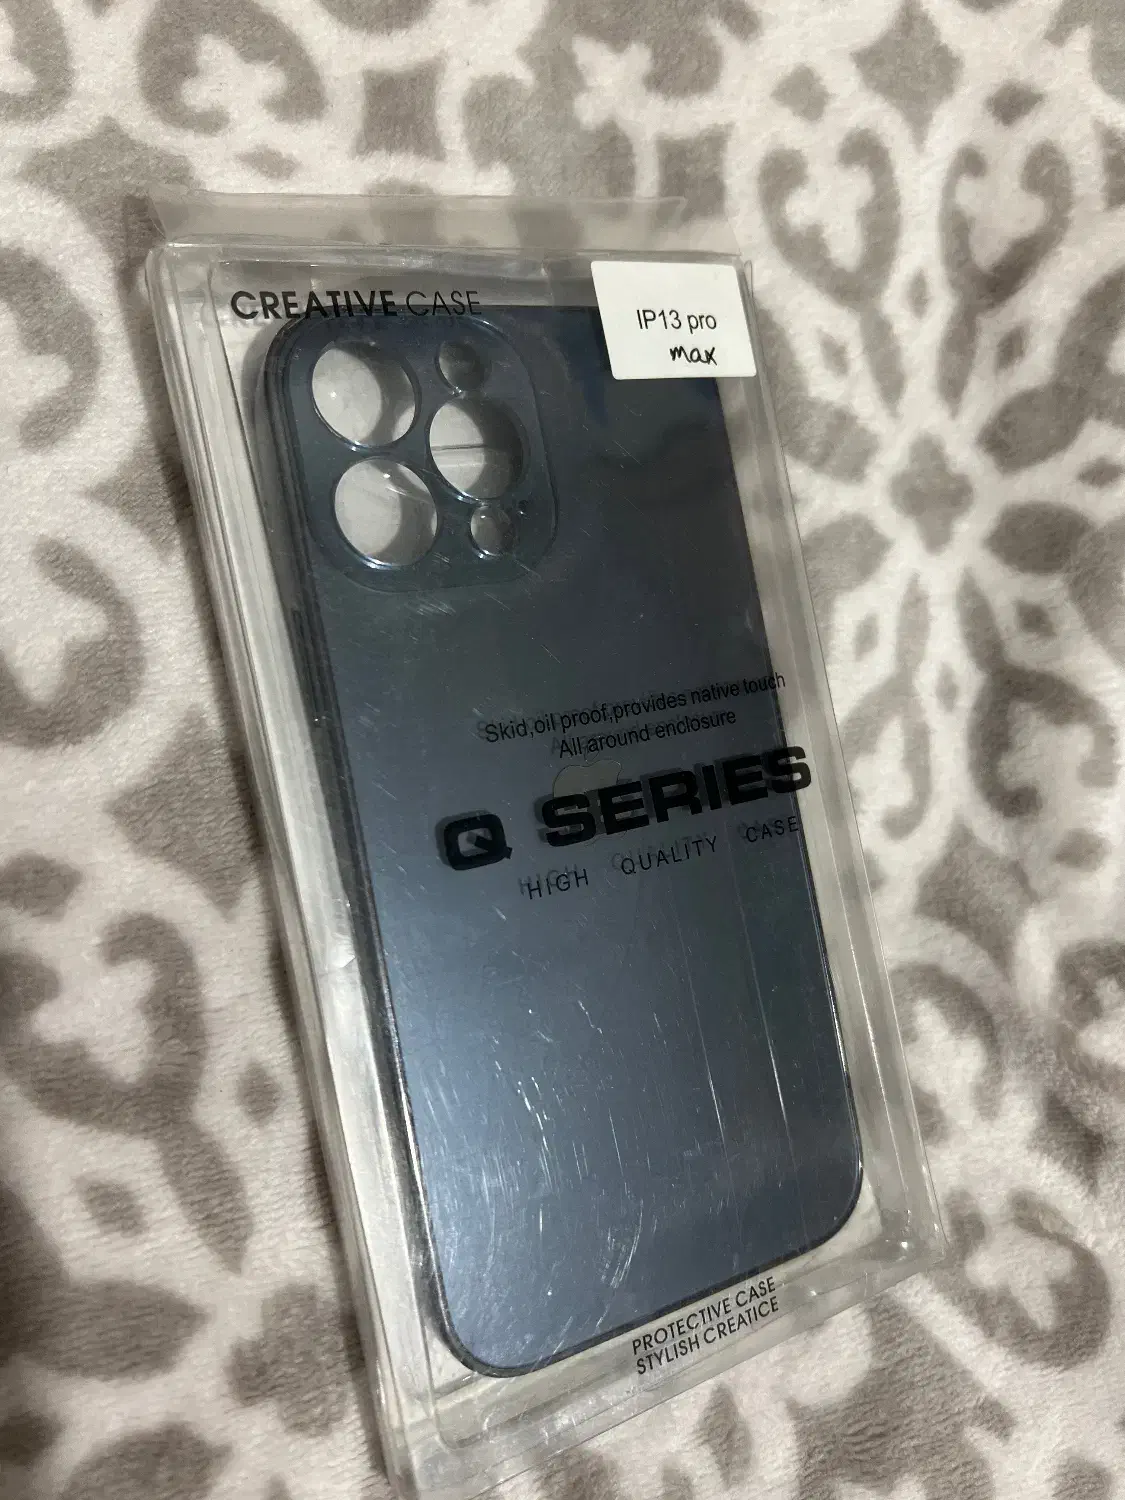 CREATIVE CASE
IP13 pro
max
Skid,oil proof,provides native touch
All around enclosure
Q SERIES
HIGH QUALITY CASE
PROTECTIVE CASE
STYLISH CREATICE